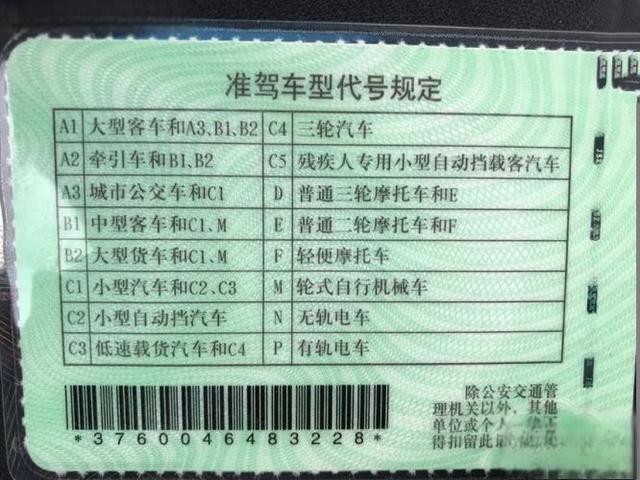 准驾车型代号规定
A1 大型客车和A3、B1、B2 C4 三轮汽车
A2 牵引车和B1、B2 C5 残疾人专用小型自动挡载客汽车
A3 城市公交车和C1 D 普通三轮摩托车和E
B1 中型客车和C1、M E 普通二轮摩托车和F
B2 大型货车和C1、M F 轻便摩托车
C1 小型汽车和C2、C3 M 轮式自行机械车
C2 小型自动挡汽车 N 无轨电车
C3 低速载货汽车和C4 P 有轨电车
除公安交通管
理机关以外，其他
单位或个人
得扣留此
*3760046483228*